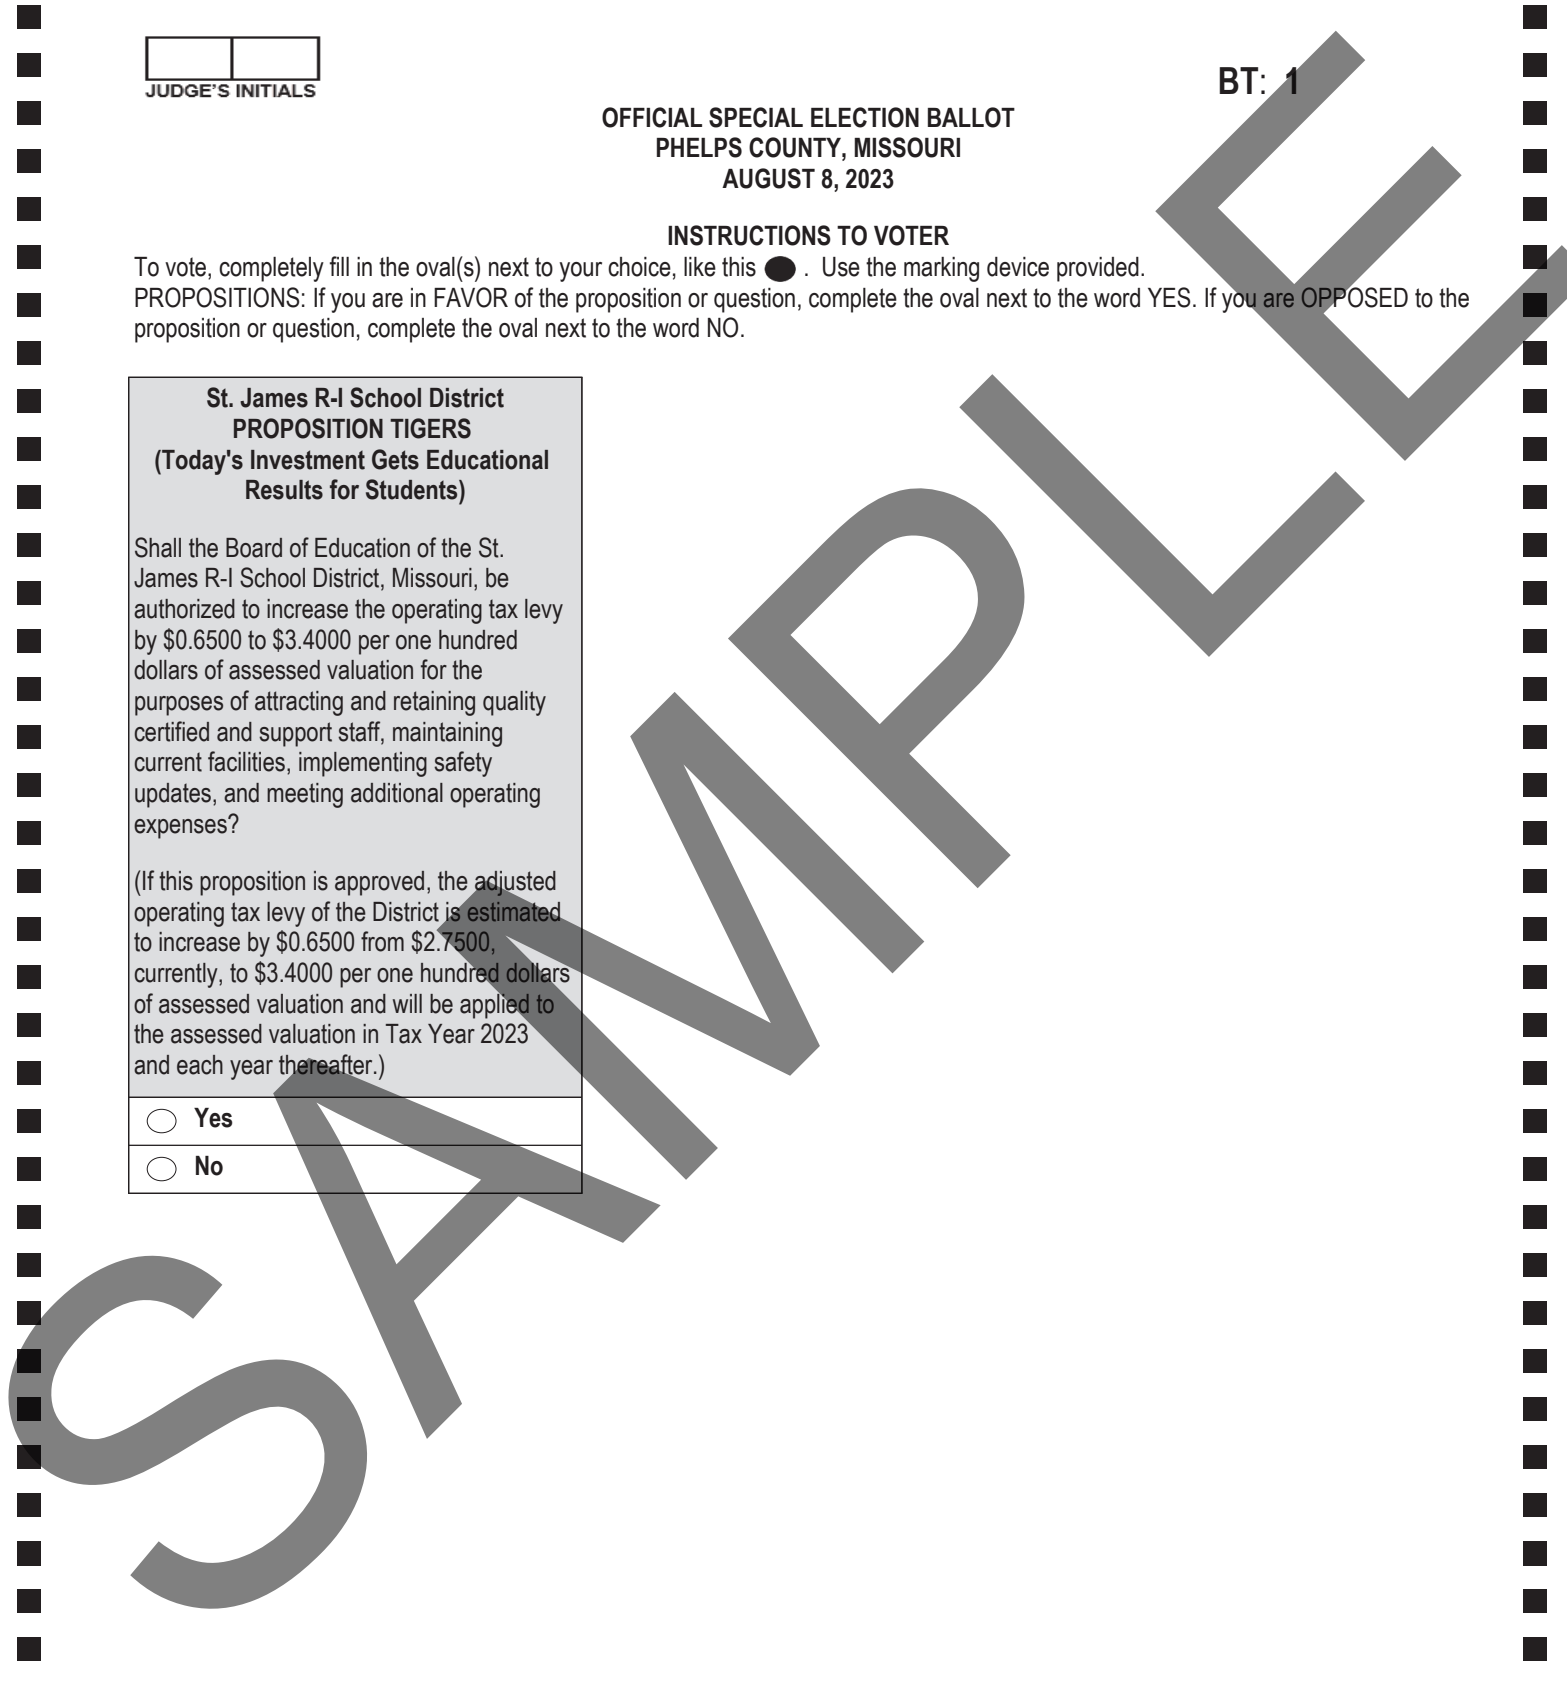 JUDGE'S INITIALS
BT: 1
OFFICIAL SPECIAL ELECTION BALLOT
PHELPS COUNTY, MISSOURI
AUGUST 8, 2023
INSTRUCTIONS TO VOTER
To vote, completely fill in the oval(s) next to your choice, like this . Use the marking device provided.
PROPOSITIONS: If you are in FAVOR of the proposition or question, complete the oval next to the word YES. If you are OPPOSED to the
proposition or question, complete the oval next to the word NO.
St. James R-I School District
PROPOSITION TIGERS
(Today's Investment Gets Educational
Results for Students)
Shall the Board of Education of the St.
James R-I School District, Missouri, be
authorized to increase the operating tax levy
by $0.6500 to $3.4000 per one hundred
dollars of assessed valuation for the
purposes of attracting and retaining quality
certified and support staff, maintaining
current facilities, implementing safety
updates, and meeting additional operating
expenses?
(If this proposition is approved, the adjusted
operating tax levy of the District is estimated
to increase by $0.6500 from $2.7500,
currently, to $3.4000 per one hundred dollars
of assessed valuation and will be applied to
the assessed valuation in Tax Year 2023
and each year thereafter.)
Yes
No
SAMPLE